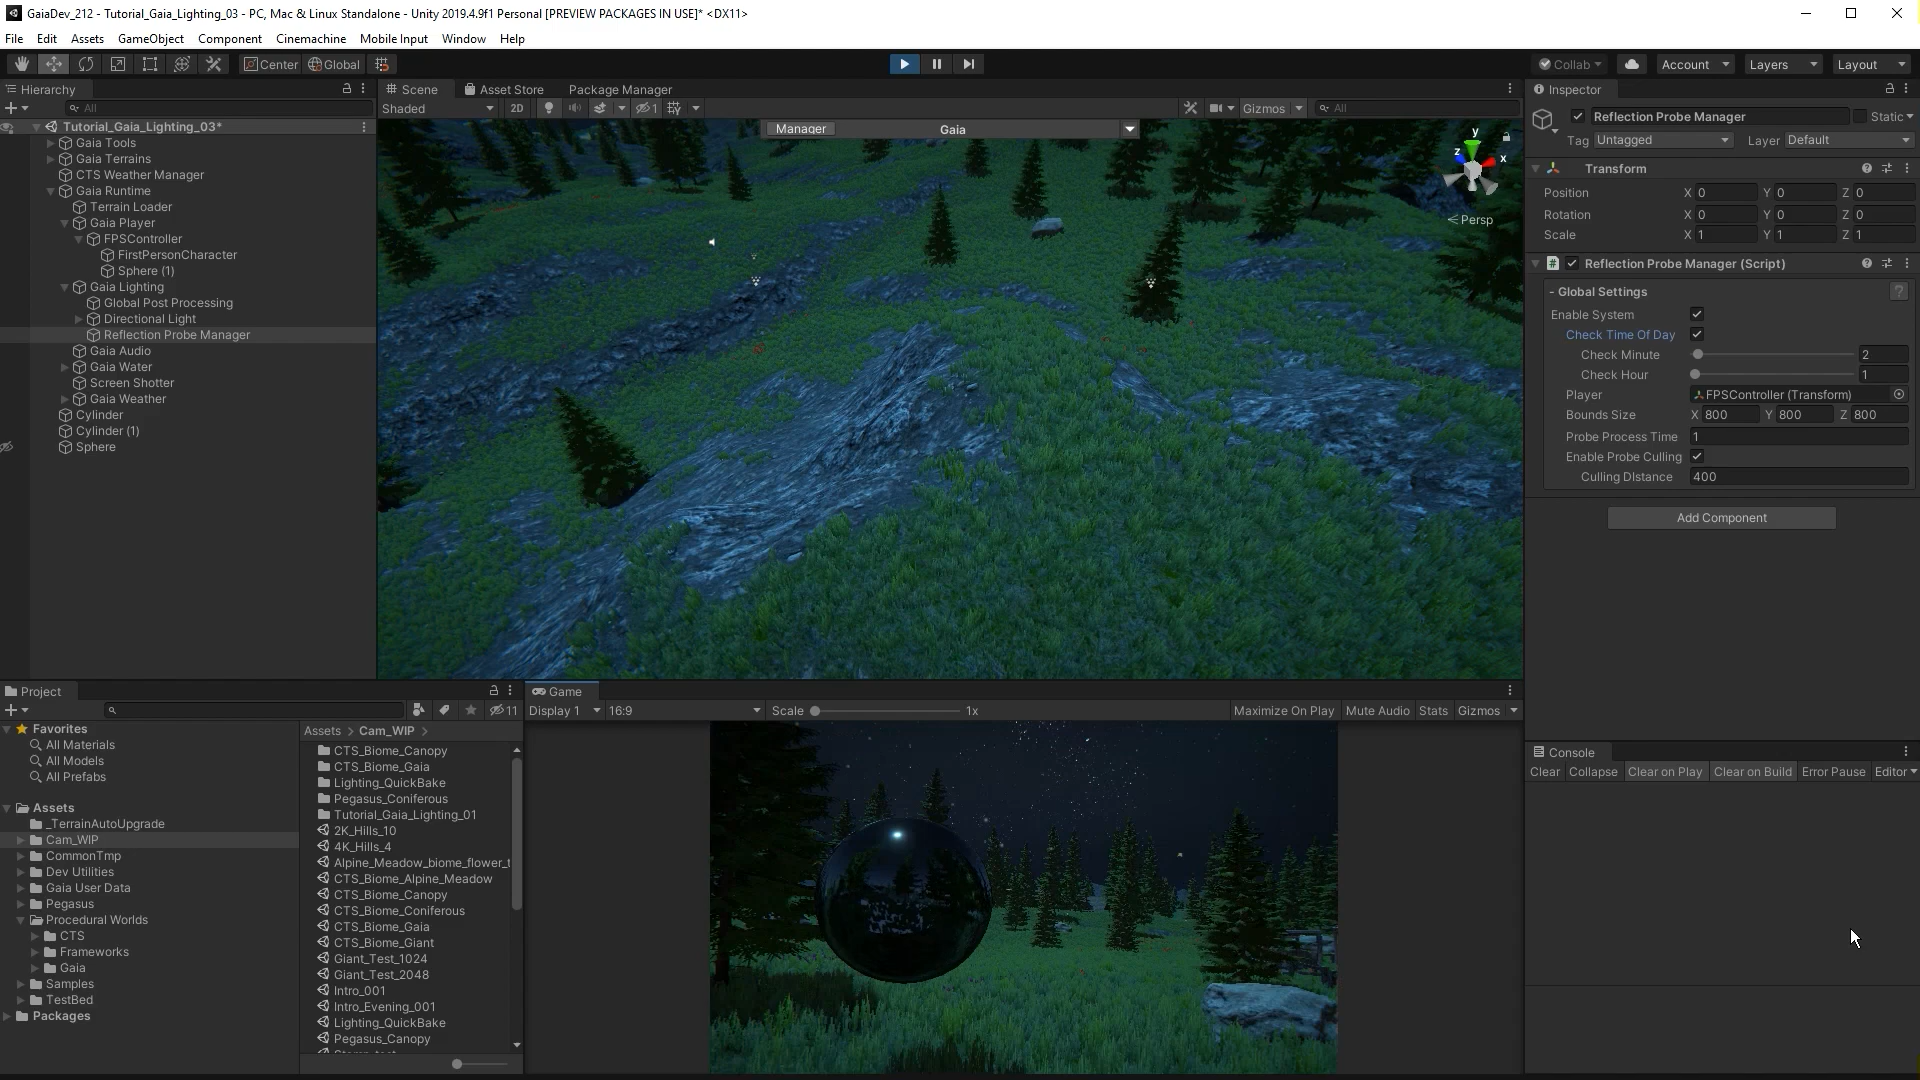 GaiaDev_212 - Tutorial_Gaia_Lighting_03 - PC, Mac & Linux Standalone - Unity 2019.4.9f1 Personal [PREVIEW PACKAGES IN USE]* <DX11>
File Edit Assets GameObject Component Cinemachine Mobile Input Window Help
Center Global Collab Account Layers Layout
Hierarchy
All
Tutorial_Gaia_Lighting_03*
Gaia Tools
Gaia Terrains
CTS Weather Manager
Gaia Runtime
Terrain Loader
Gaia Player
FPSController
FirstPersonCharacter
Sphere (1)
Gaia Lighting
Global Post Processing
Directional Light
Reflection Probe Manager
Gaia Audio
Gaia Water
Screen Shotter
Gaia Weather
Cylinder
Cylinder (1)
Sphere
Scene Asset Store Package Manager
Shaded 2D 1 Gizmos All
Manager Gaia
y
z x
Persp
Inspector
Reflection Probe Manager Static
Tag Untagged Layer Default
Transform
Position X 0 Y 0 Z 0
Rotation X 0 Y 0 Z 0
Scale X 1 Y 1 Z 1
# Reflection Probe Manager (Script)
- Global Settings ?
Enable System
Check Time Of Day
Check Minute 2
Check Hour 1
Player FPSController (Transform)
Bounds Size X 800 Y 800 Z 800
Probe Process Time 1
Enable Probe Culling
Culling DIstance 400
Add Component
Project
11
Favorites
All Materials
All Models
All Prefabs
Assets
_TerrainAutoUpgrade
Cam_WIP
CommonTmp
Dev Utilities
Gaia User Data
Pegasus
Procedural Worlds
CTS
Frameworks
Gaia
Samples
TestBed
Packages
Assets > Cam_WIP >
CTS_Biome_Canopy
CTS_Biome_Gaia
Lighting_QuickBake
Pegasus_Coniferous
Tutorial_Gaia_Lighting_01
2K_Hills_10
4K_Hills_4
Alpine_Meadow_biome_flower_
CTS_Biome_Alpine_Meadow
CTS_Biome_Canopy
CTS_Biome_Coniferous
CTS_Biome_Gaia
CTS_Biome_Giant
Giant_Test_1024
Giant_Test_2048
Intro_001
Intro_Evening_001
Lighting_QuickBake
Pegasus_Canopy
Game
Display 1 16:9 Scale 1x Maximize On Play Mute Audio Stats Gizmos
Console
Clear Collapse Clear on Play Clear on Build Error Pause Editor